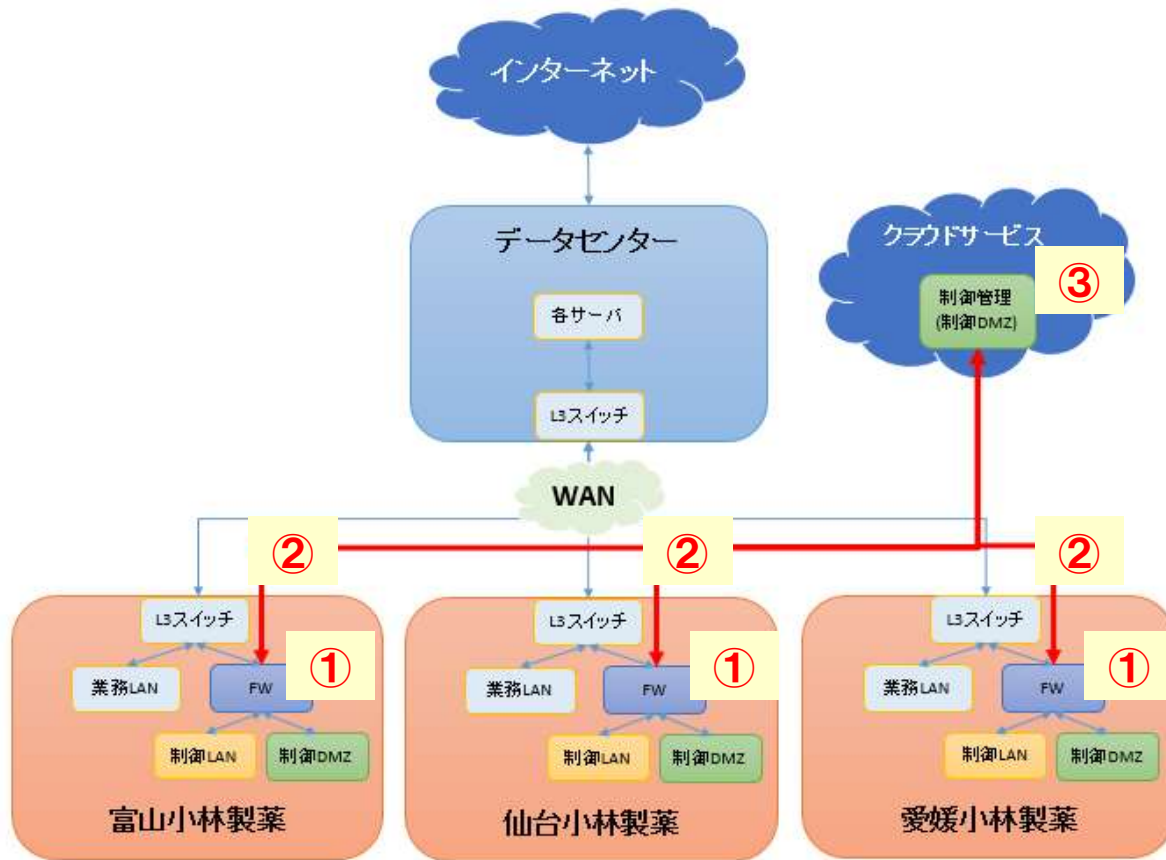 インターネット
データセンター
クラウドサービス
③
制御管理
(制御DMZ)
各サーバ
L3スイッチ
WAN
②
②
②
L3スイッチ
L3スイッチ
L3スイッチ
①
①
①
業務LAN
FW
業務LAN
FW
業務LAN
FW
制御LAN
制御DMZ
制御LAN
制御DMZ
制御LAN
制御DMZ
富山小林製薬
仙台小林製薬
愛媛小林製薬